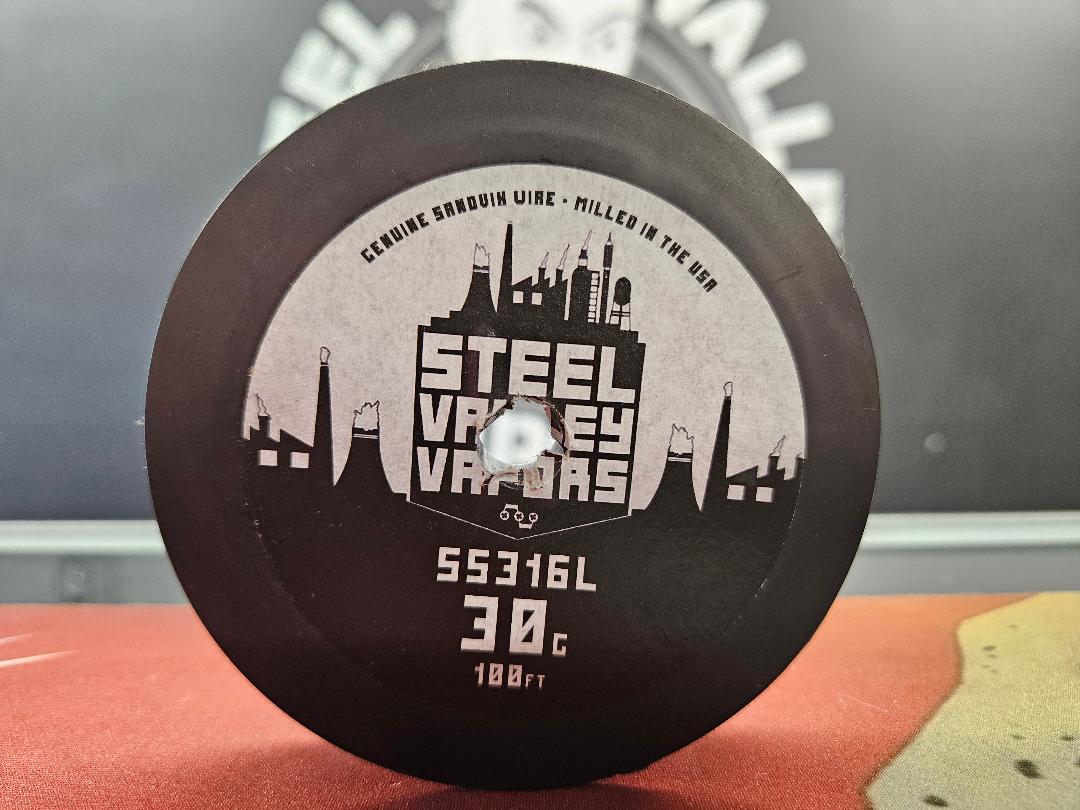 GENUINE SANDVIK WIRE - MILLED IN THE USA
STEEL
VALLEY
VAPORS
SS316L
30G
100FT